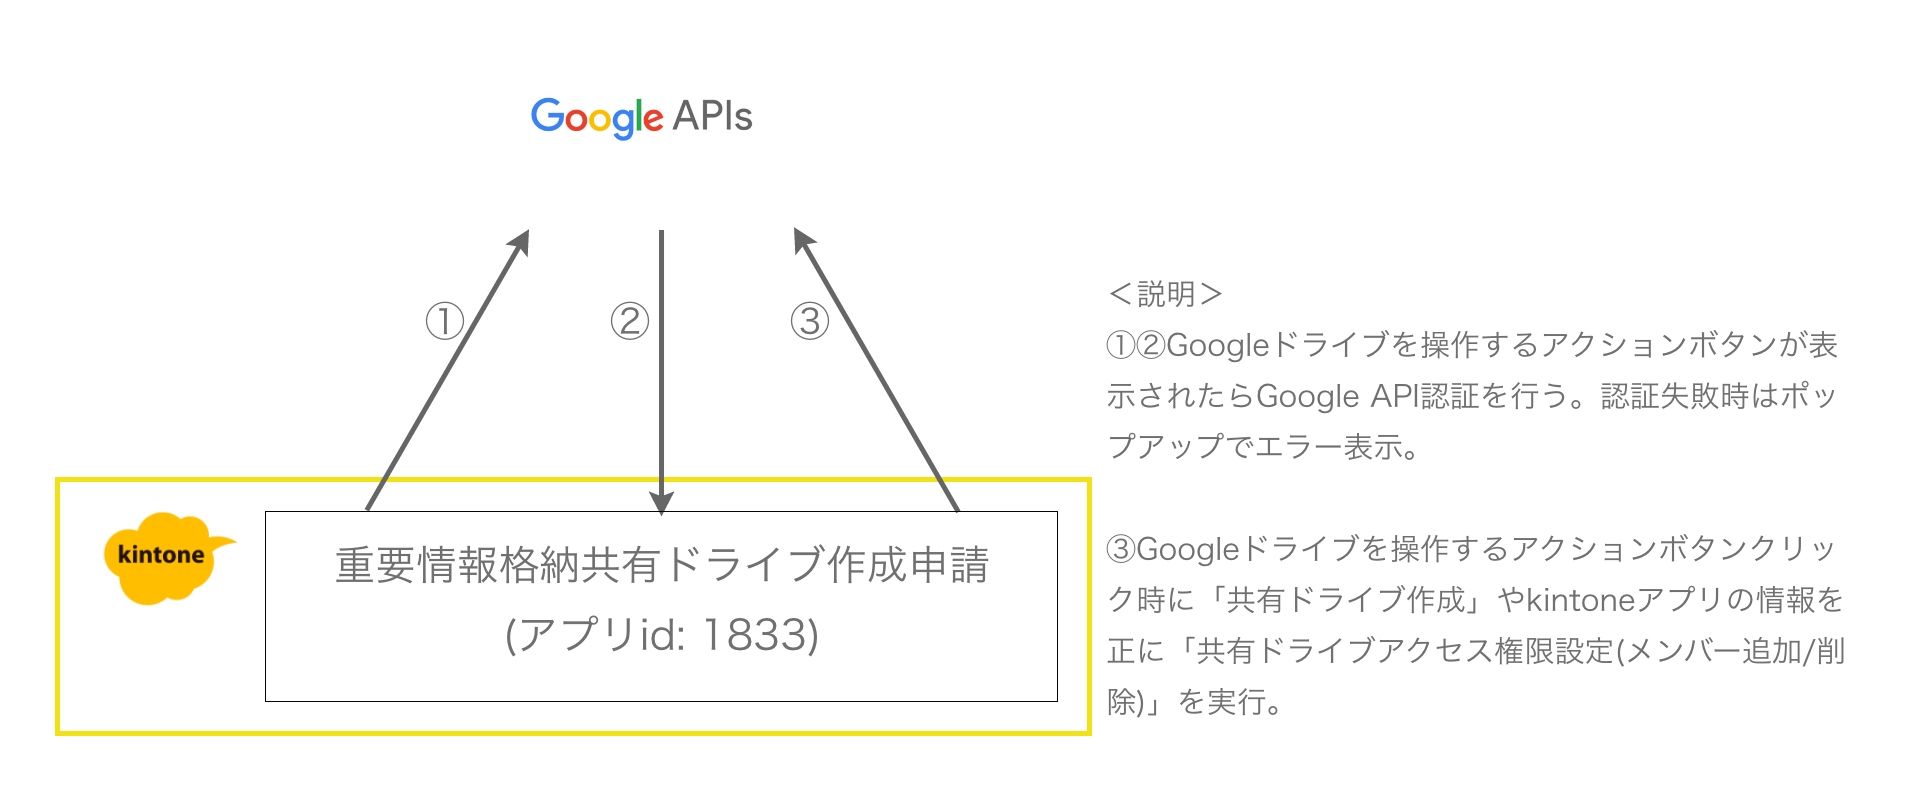 Google APIs
①
②
③
kintone
重要情報格納共有ドライブ作成申請
(アプリid: 1833)
＜説明＞
①②Googleドライブを操作するアクションボタンが表
示されたらGoogle API認証を行う。認証失敗時はポッ
プアップでエラー表示。
③Googleドライブを操作するアクションボタンクリッ
ク時に「共有ドライブ作成」やkintoneアプリの情報を
正に「共有ドライブアクセス権限設定(メンバー追加/削
除)」を実行。